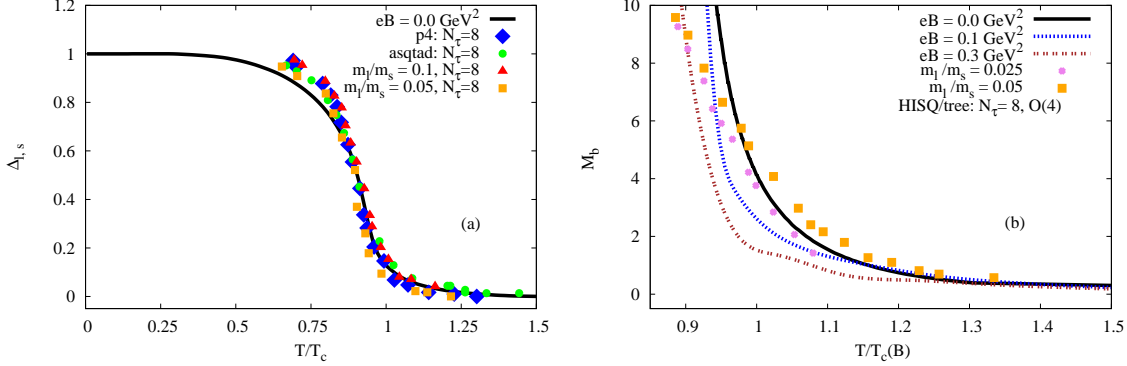 1
0.8
0.6
0.4
0.2
0
Δl, s
0 0.25 0.5 0.75 1 1.25 1.5
T/Tc
eB = 0.0 GeV²
p4: Nτ=8
asqtad: Nτ=8
ml/ms = 0.1, Nτ=8
ml/ms = 0.05, Nτ=8
(a)
10
8
6
4
2
0
Mb
0.9 1 1.1 1.2 1.3 1.4 1.5
T/Tc(B)
eB = 0.0 GeV²
eB = 0.1 GeV²
eB = 0.3 GeV²
ml/ms = 0.025
ml/ms = 0.05
HISQ/tree: Nτ= 8, O(4)
(b)